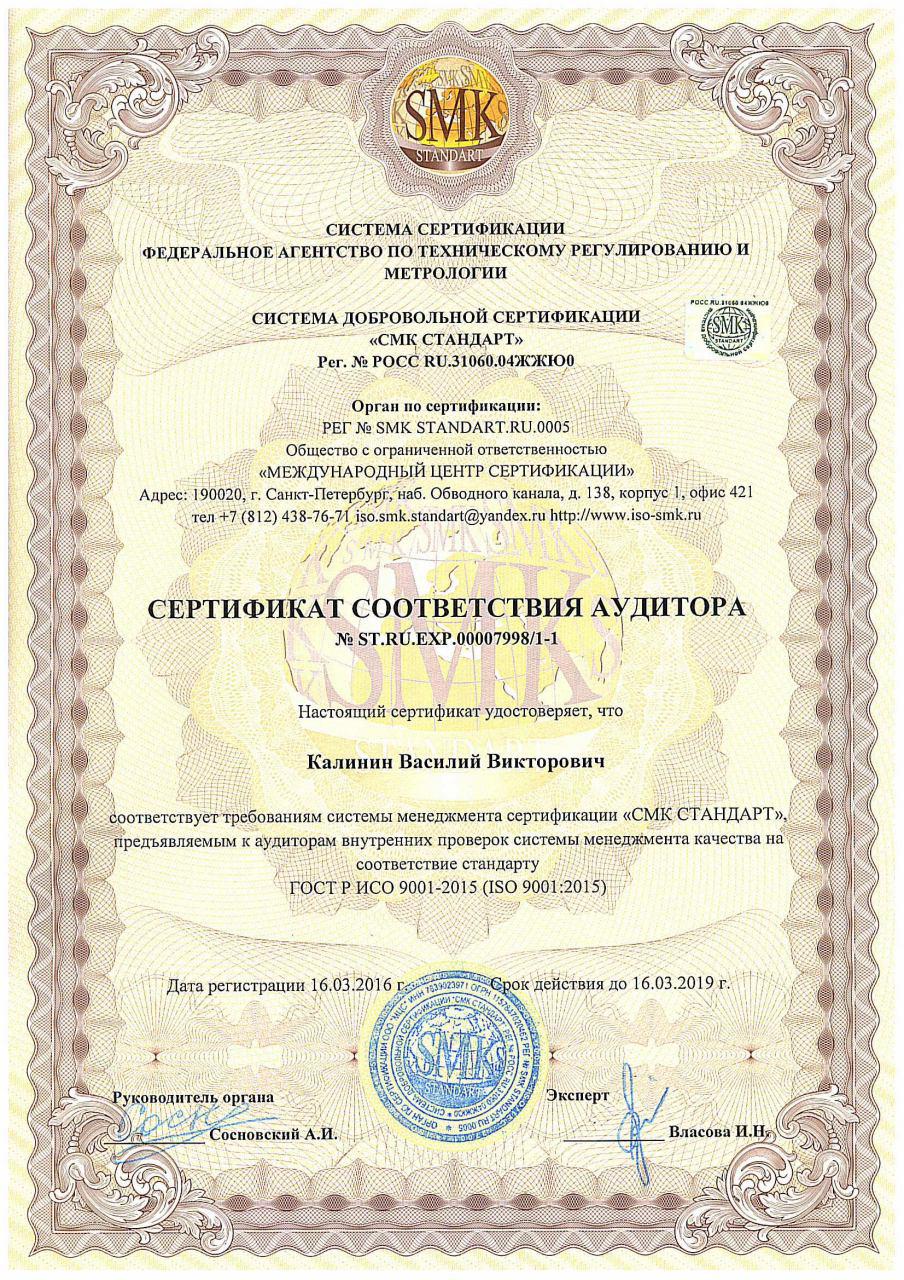 SMK
STANDART
СИСТЕМА СЕРТИФИКАЦИИ
ФЕДЕРАЛЬНОЕ АГЕНТСТВО ПО ТЕХНИЧЕСКОМУ РЕГУЛИРОВАНИЮ И
МЕТРОЛОГИИ
СИСТЕМА ДОБРОВОЛЬНОЙ СЕРТИФИКАЦИИ
«СМК СТАНДАРТ»
Рег. № РОСС RU.31060.04ЖЖЮ0
РОСС RU.31060.04ЖЖЮ0
SMK
STANDART
Орган по сертификации:
РЕГ № SMK STANDART.RU.0005
Общество с ограниченной ответственностью
«МЕЖДУНАРОДНЫЙ ЦЕНТР СЕРТИФИКАЦИИ»
Адрес: 190020, г. Санкт-Петербург, наб. Обводного канала, д. 138, корпус 1, офис 421
тел +7 (812) 438-76-71 iso.smk.standart@yandex.ru http://www.iso-smk.ru
СЕРТИФИКАТ СООТВЕТСТВИЯ АУДИТОРА
№ ST.RU.EXP.00007998/1-1
Настоящий сертификат удостоверяет, что
Калинин Василий Викторович
соответствует требованиям системы менеджмента сертификации «СМК СТАНДАРТ»,
предъявляемым к аудиторам внутренних проверок системы менеджмента качества на
соответствие стандарту
ГОСТ Р ИСО 9001-2015 (ISO 9001:2015)
Дата регистрации 16.03.2016 г.
Срок действия до 16.03.2019 г.
SMK
STANDART
Руководитель органа
Сосновский А.И.
Эксперт
Власова И.Н.